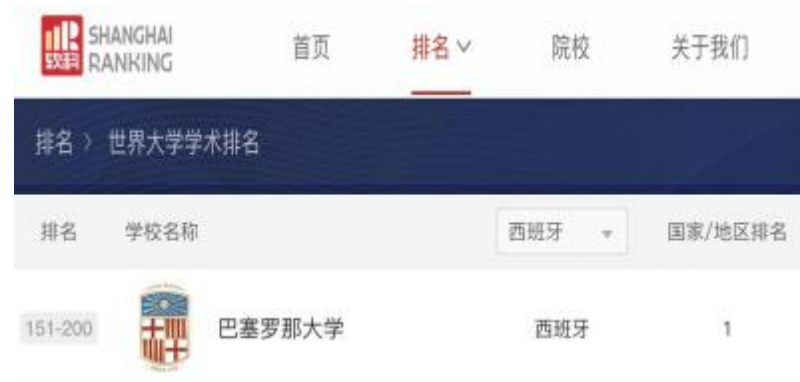 SHANGHAI
RANKING
软科
首页 排名 院校 关于我们
排名 〉 世界大学学术排名
排名 学校名称 西班牙 国家/地区排名
151-200 巴塞罗那大学 西班牙 1